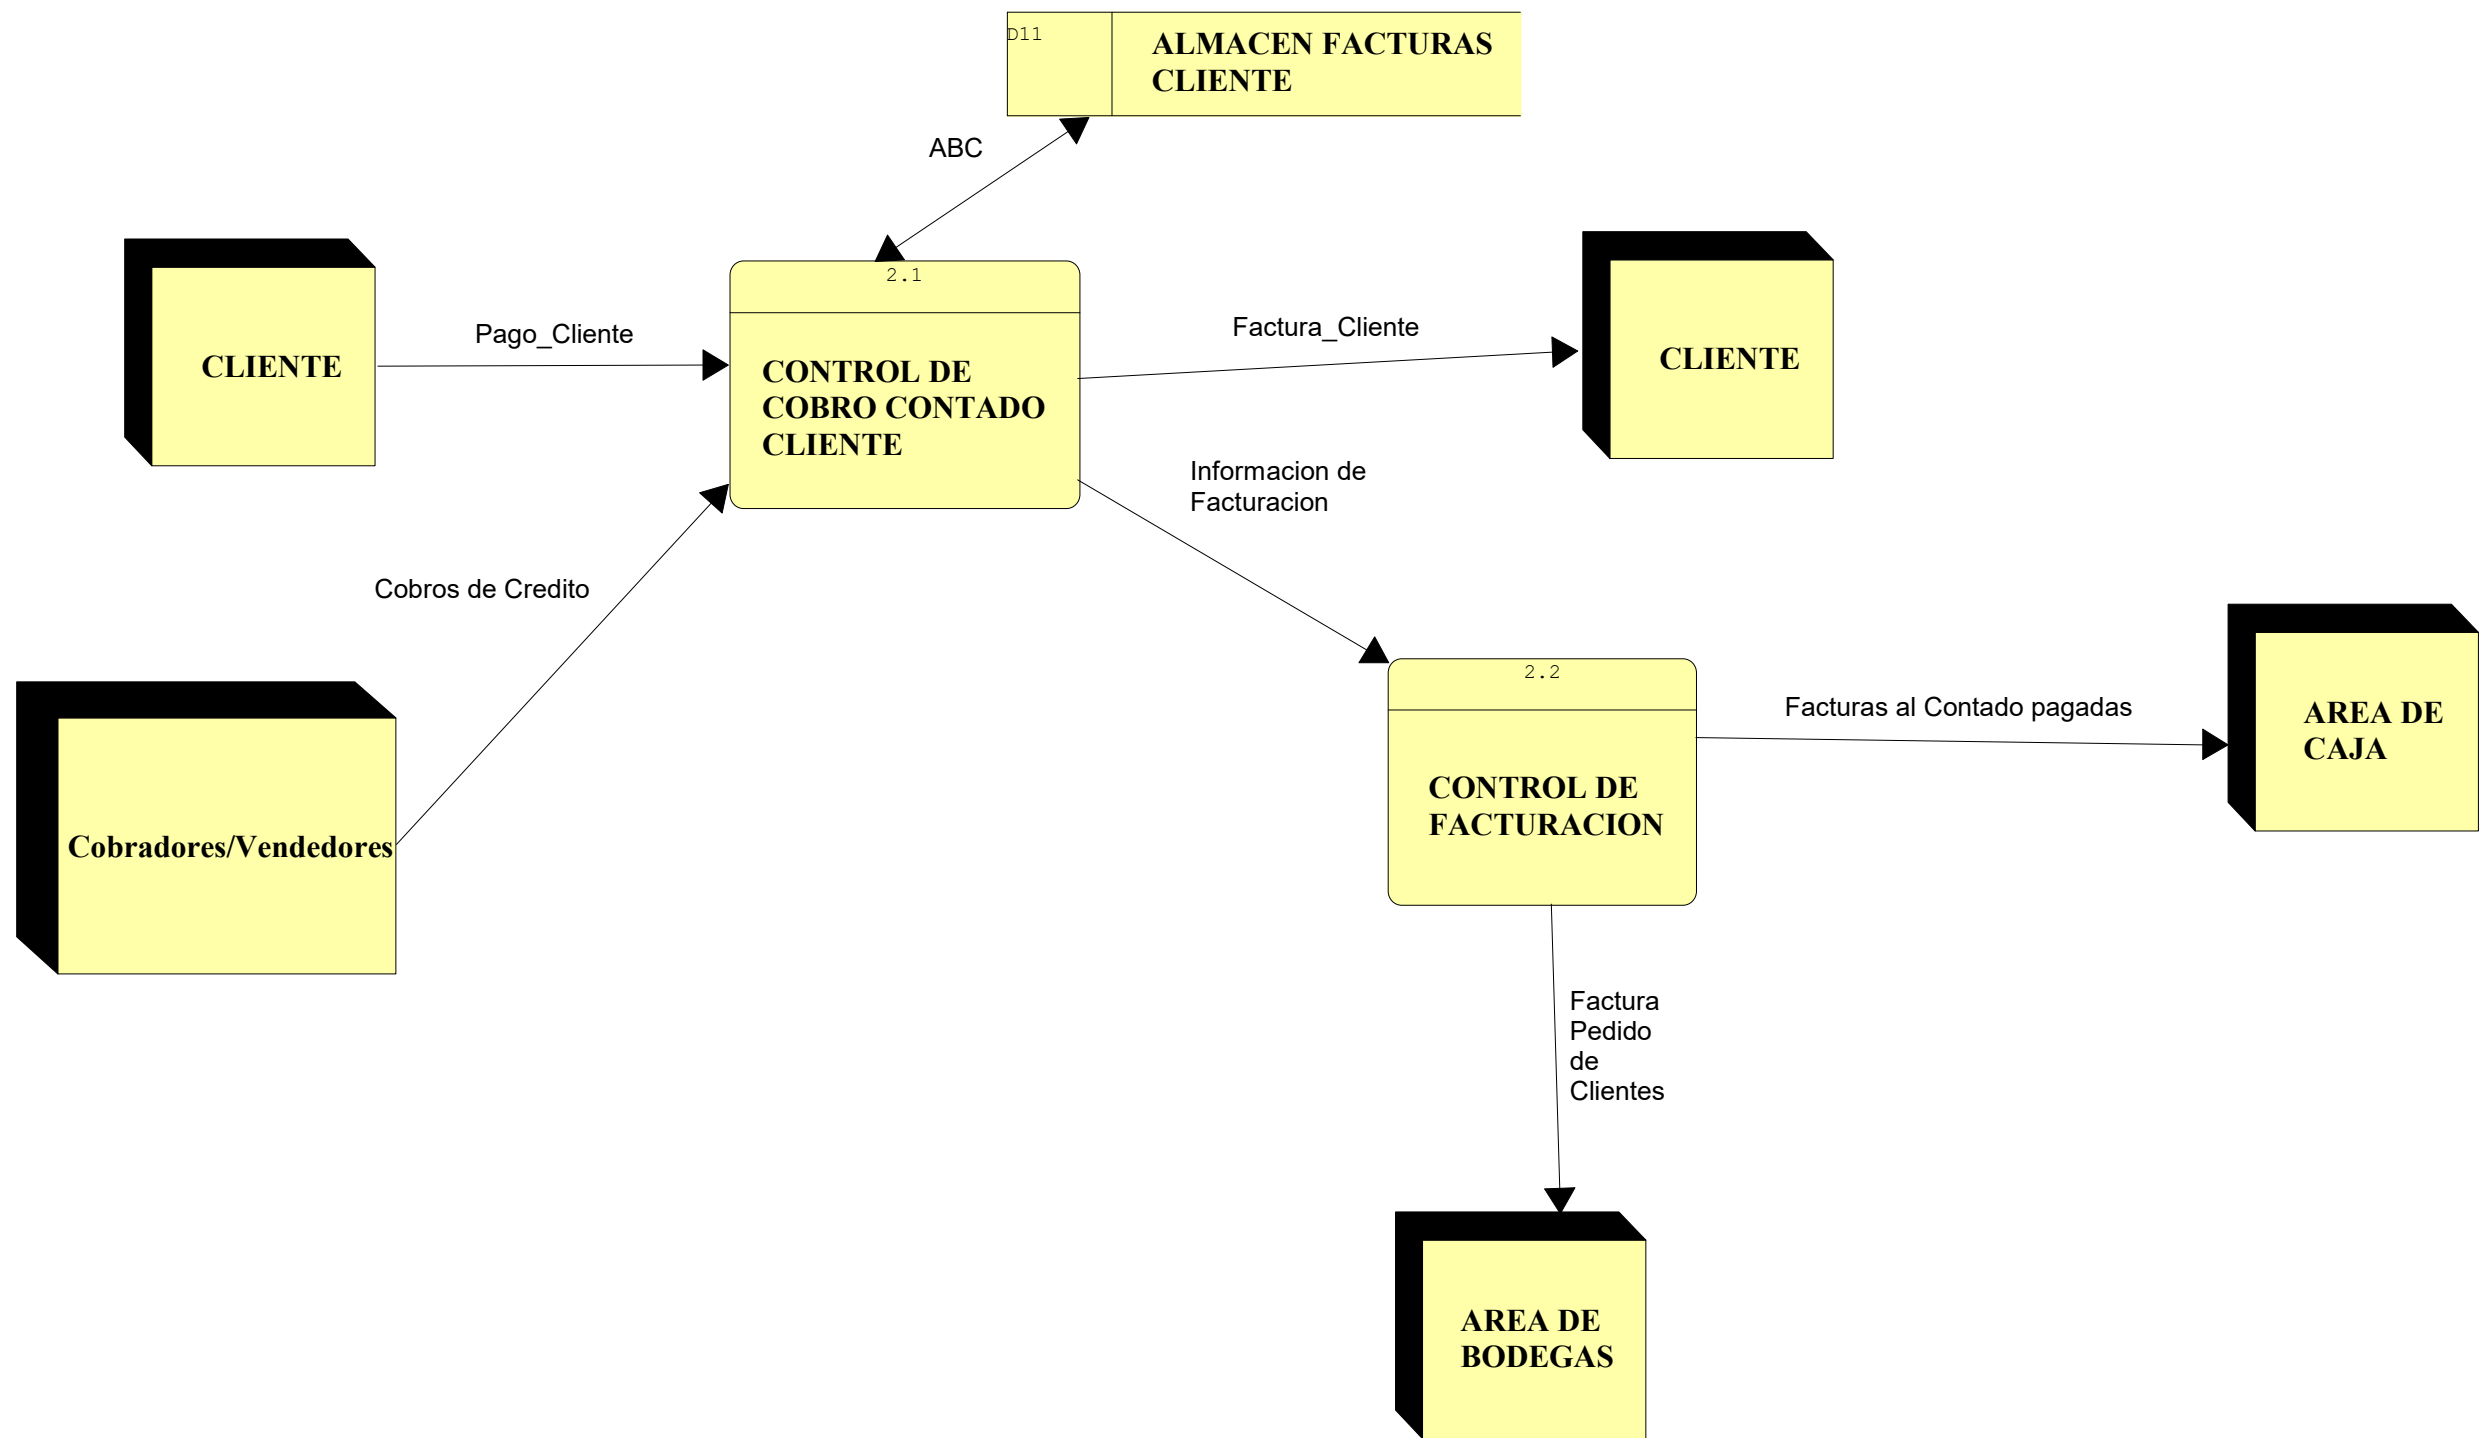 D11
ALMACEN FACTURAS
CLIENTE
ABC
2.1
CONTROL DE
COBRO CONTADO
CLIENTE
CLIENTE
Pago_Cliente
Factura_Cliente
CLIENTE
Informacion de
Facturacion
Cobros de Credito
Cobradores/Vendedores
2.2
CONTROL DE
FACTURACION
Facturas al Contado pagadas
AREA DE
CAJA
Factura
Pedido
de
Clientes
AREA DE
BODEGAS